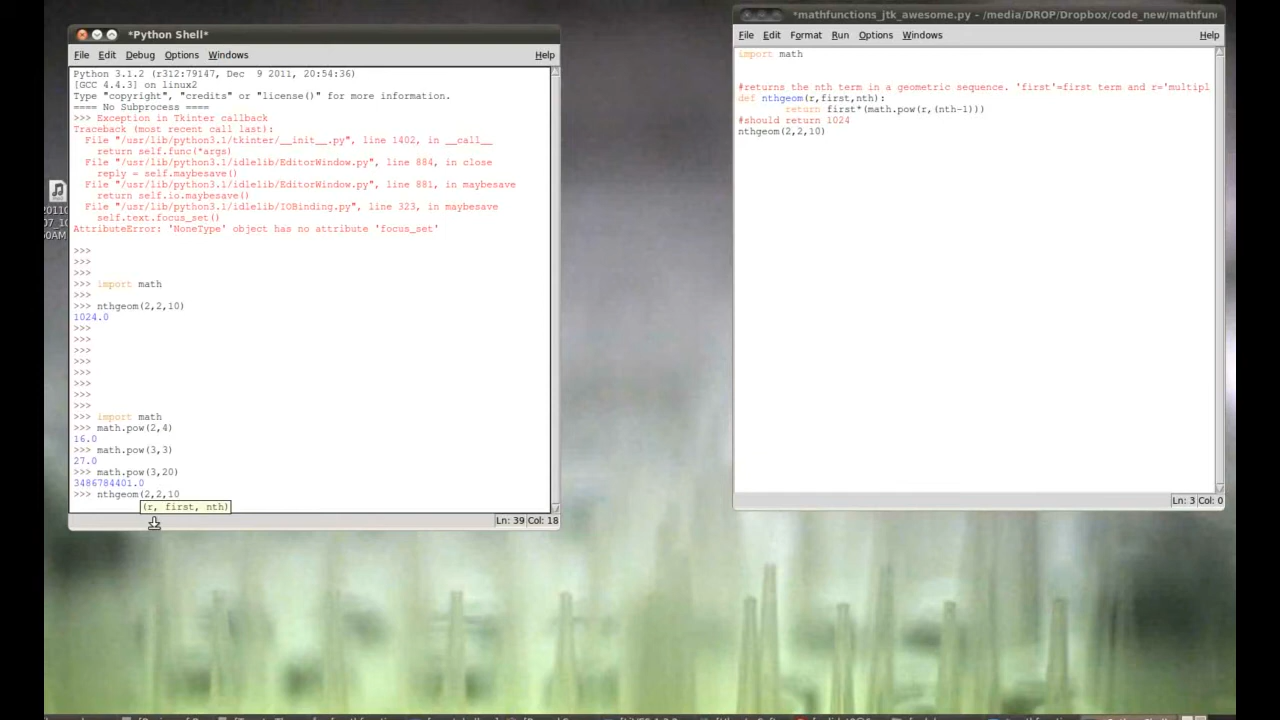 *Python Shell*
File Edit Debug Options Windows Help
Python 3.1.2 (r312:79147, Dec  9 2011, 20:54:36)
[GCC 4.4.3] on linux2
Type "copyright", "credits" or "license()" for more information.
==== No Subprocess ====
>>> Exception in Tkinter callback
Traceback (most recent call last):
  File "/usr/lib/python3.1/tkinter/__init__.py", line 1402, in __call__
    return self.func(*args)
  File "/usr/lib/python3.1/idlelib/EditorWindow.py", line 884, in close
    reply = self.maybesave()
  File "/usr/lib/python3.1/idlelib/EditorWindow.py", line 881, in maybesave
    return self.io.maybesave()
  File "/usr/lib/python3.1/idlelib/IOBinding.py", line 323, in maybesave
    self.text.focus_set()
AttributeError: 'NoneType' object has no attribute 'focus_set'
>>>
>>>
>>>
>>> import math
>>>
>>> nthgeom(2,2,10)
1024.0
>>>
>>>
>>>
>>>
>>>
>>>
>>>
>>>
>>> import math
>>> math.pow(2,4)
16.0
>>> math.pow(3,3)
27.0
>>> math.pow(3,20)
3486784401.0
>>> nthgeom(2,2,10
(r, first, nth)
Ln: 39 Col: 18
*mathfunctions_jtk_awesome.py - /media/DROP/Dropbox/code_new/mathfunc
File Edit Format Run Options Windows Help
import math
#returns the nth term in a geometric sequence. 'first'=first term and r='multipl
def nthgeom(r,first,nth):
        return first*(math.pow(r,(nth-1)))
#should return 1024
nthgeom(2,2,10)
Ln: 3 Col: 0